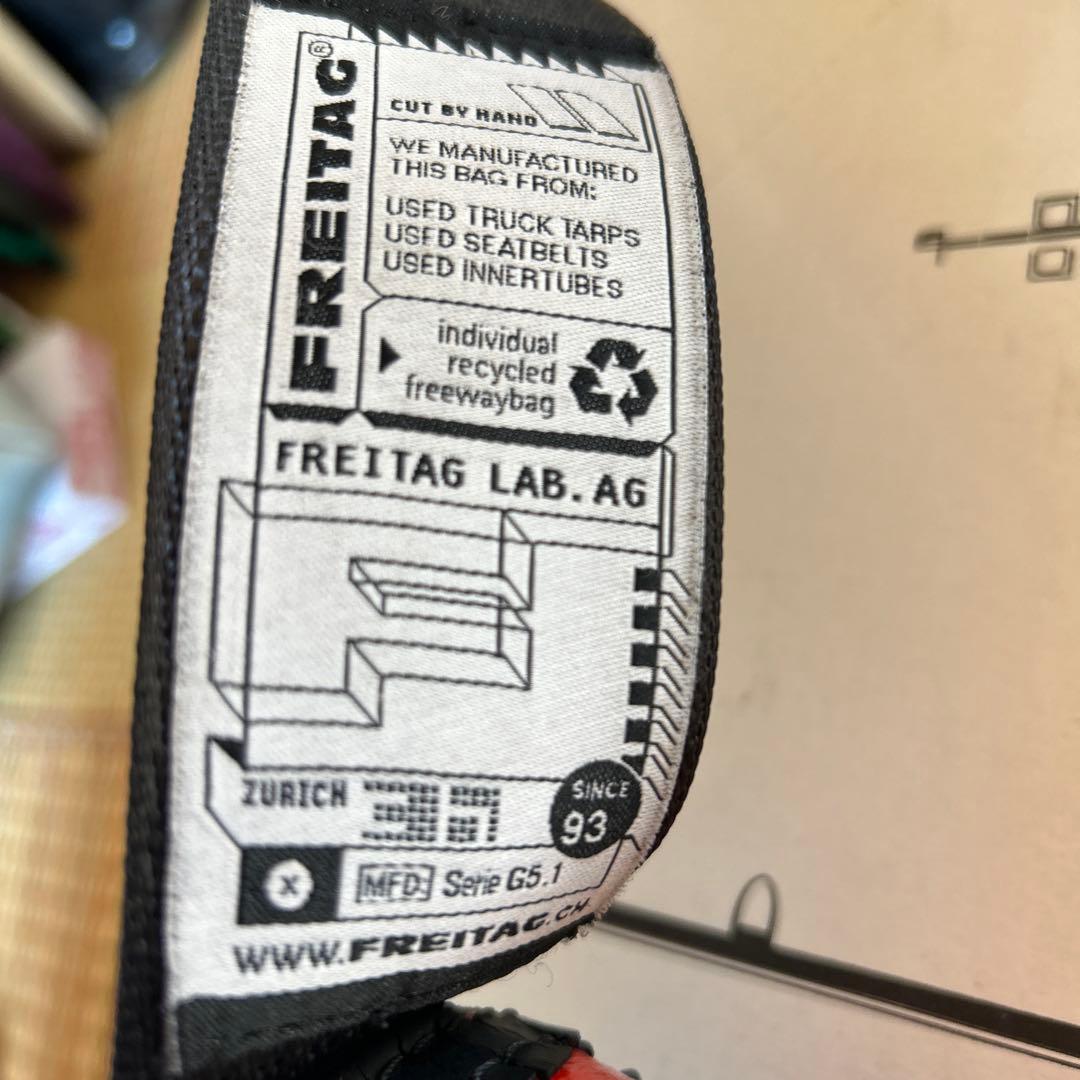 FREITAG®
CUT BY HAND
WE MANUFACTURED
THIS BAG FROM:
USED TRUCK TARPS
USED SEATBELTS
USED INNERTUBES
individual
recycled
freewaybag
FREITAG LAB. AG
F
ZURICH
SINCE
93
X
MFD: Serie G5.1
WWW.FREITAG.CH